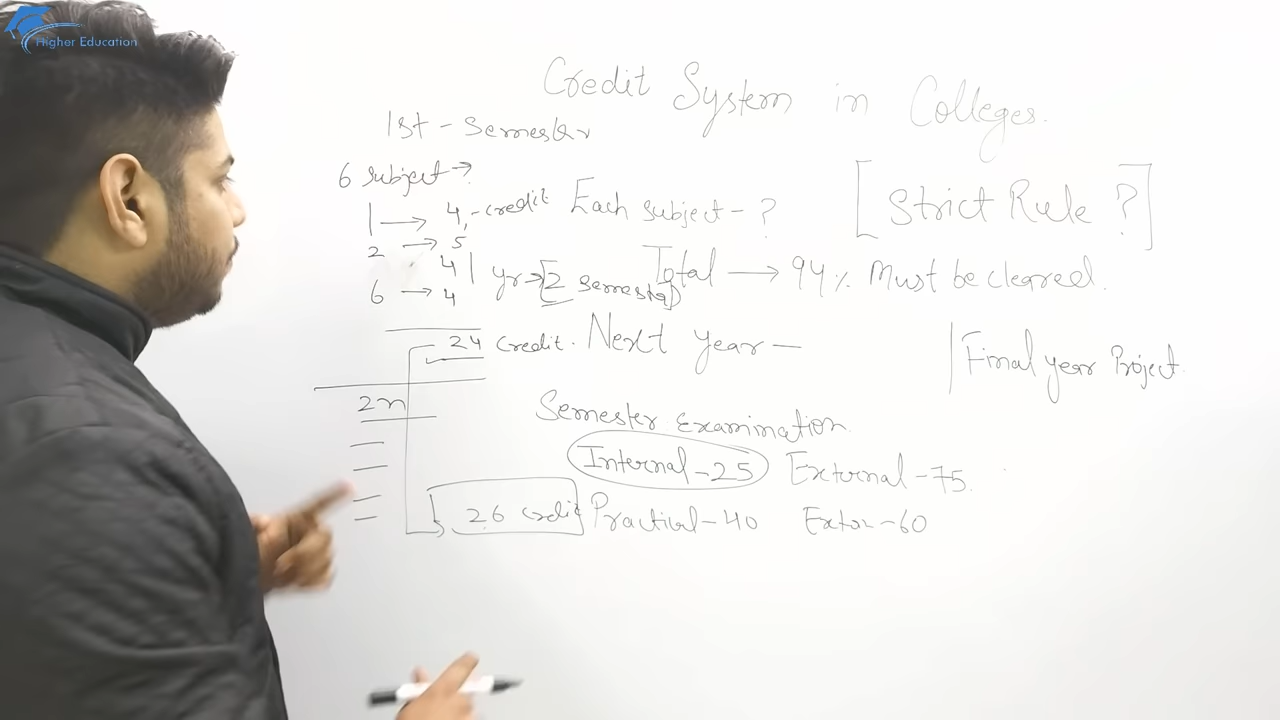 Higher Education
Credit System in Colleges.
1st - Semester
6 subject → ?
1 → 4 - credit
2 → 5
4
6 → 4
24 credit.
2n
26 credit
Each subject - ?
[Strict Rule ?]
1 yr → [2 semester]
Total → 94% Must be cleared.
Next Year —
Final year Project
Semester Examination
Internal - 25 External - 75.
Practical - 40 Exter - 60